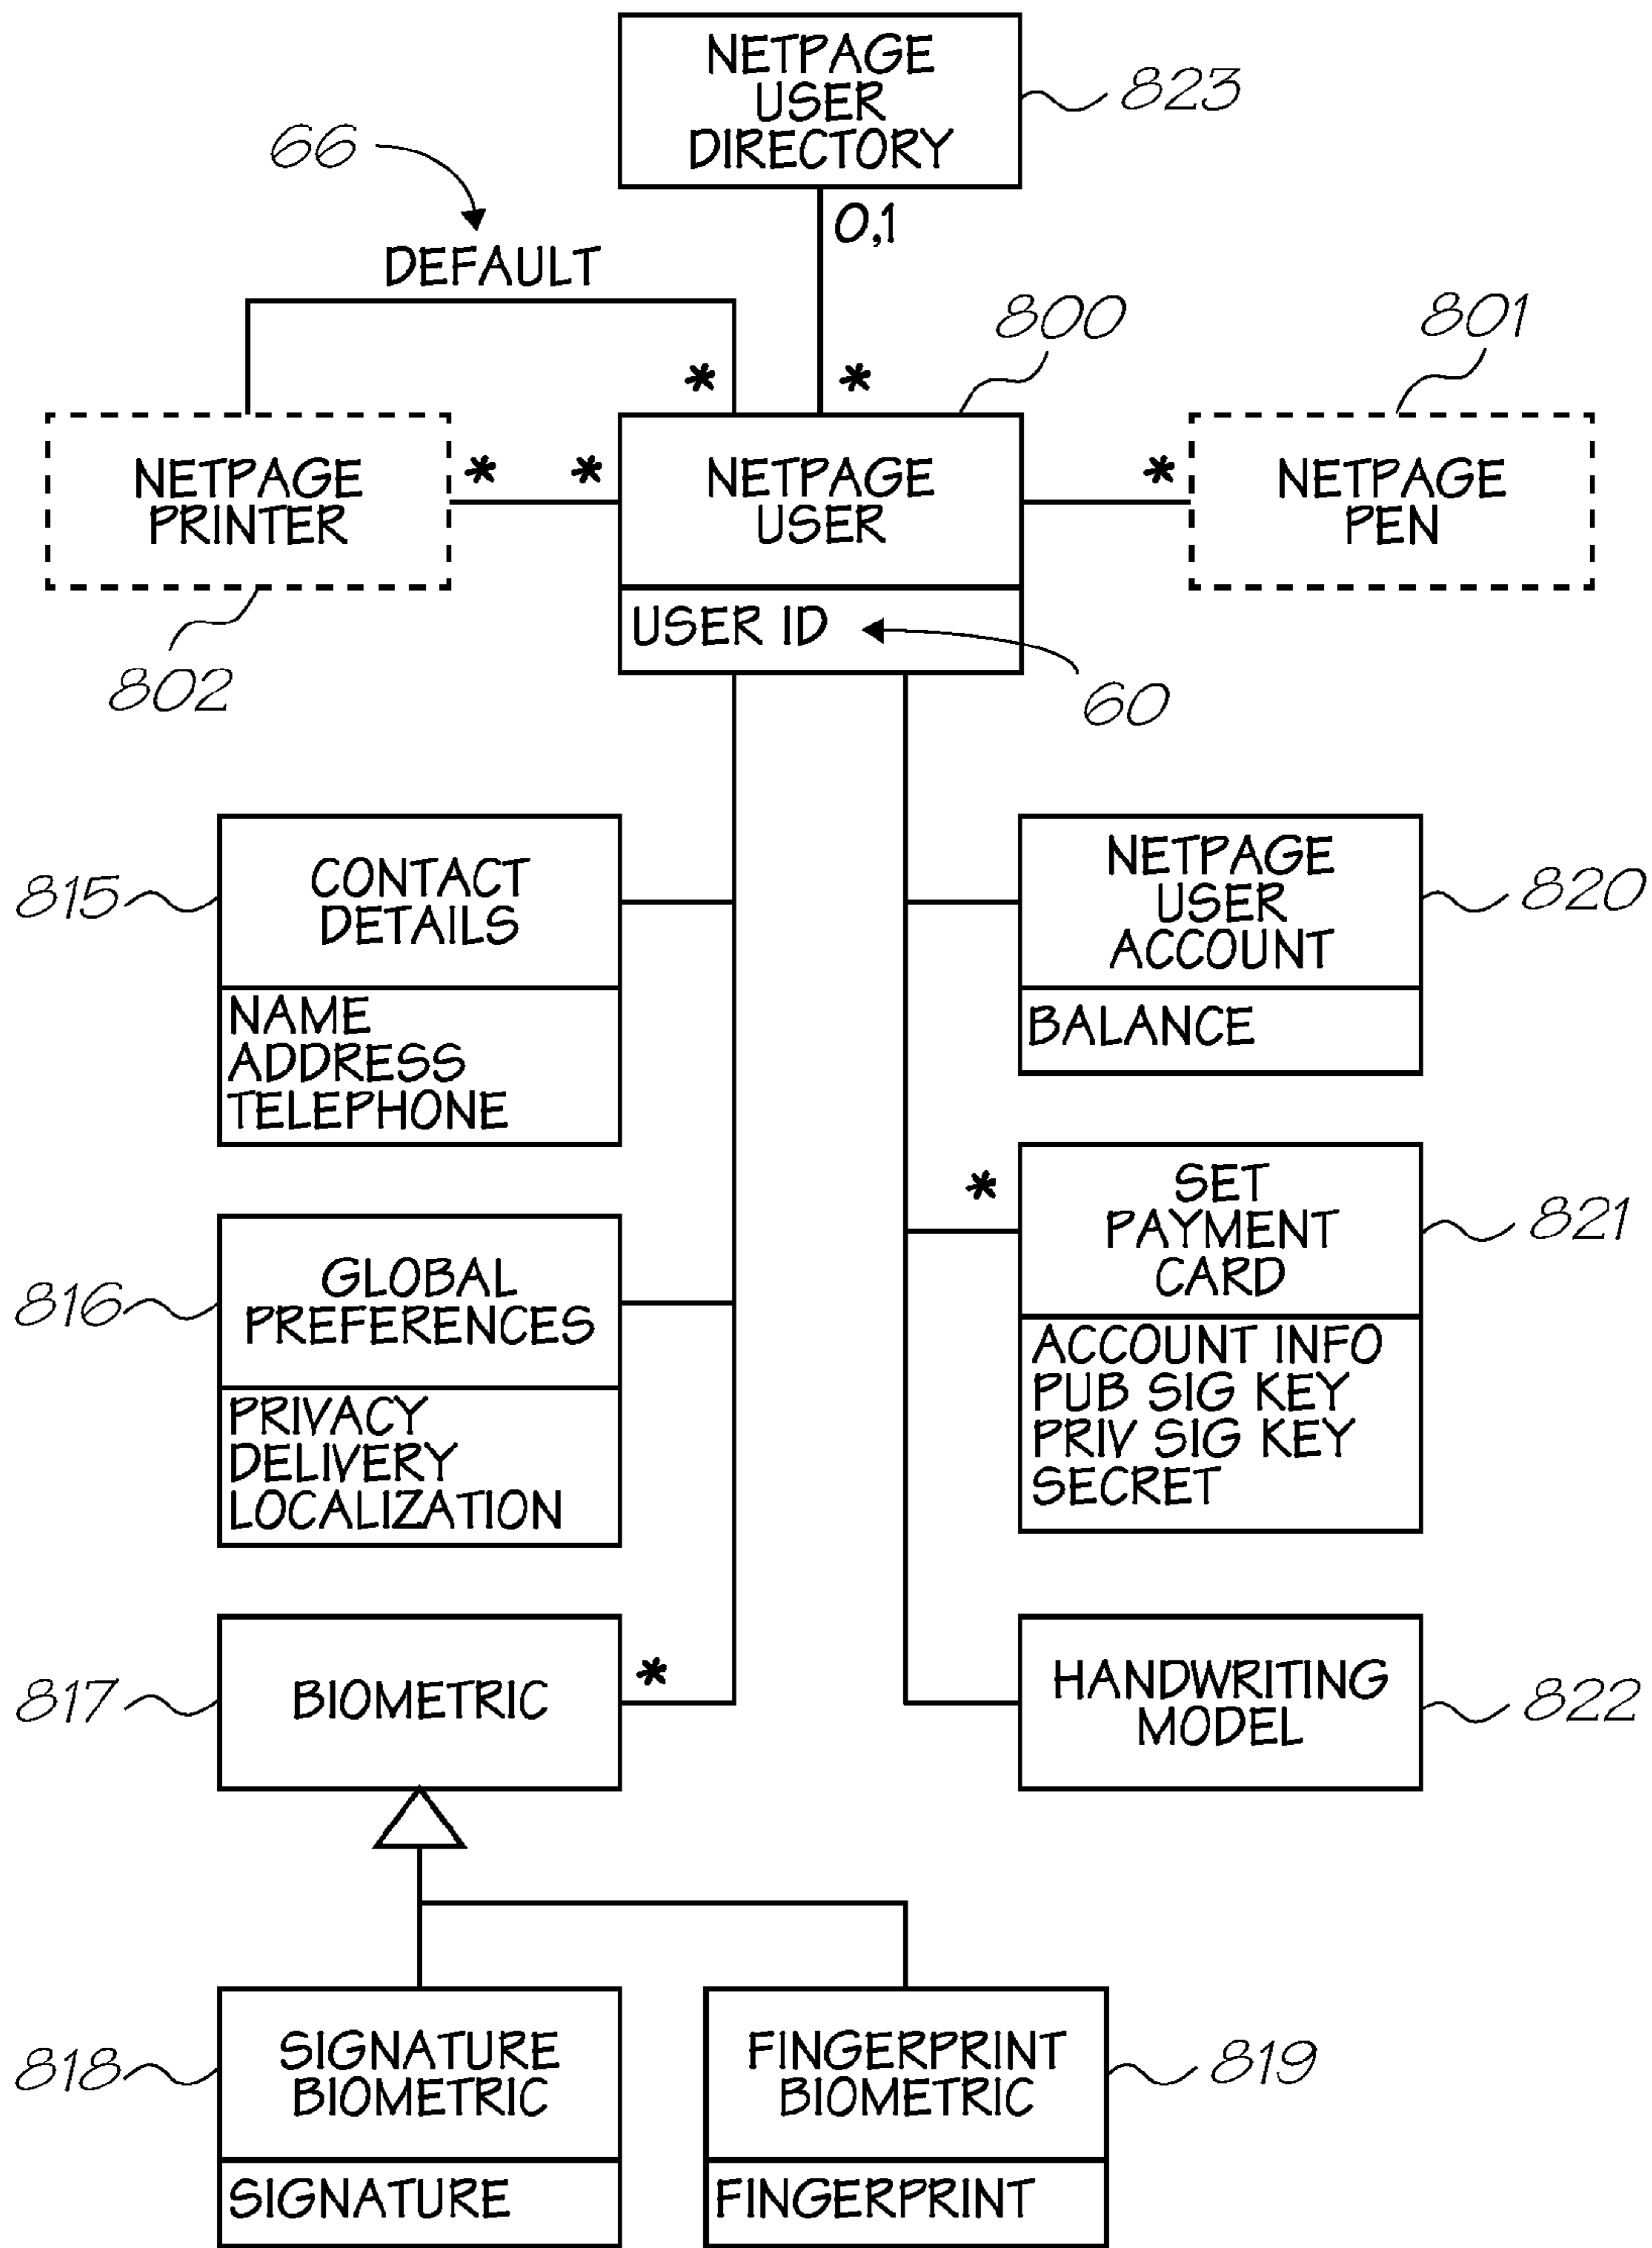 NETPAGE
USER
DIRECTORY
823
66
0,1
DEFAULT
800
801
*
*
NETPAGE
PRINTER
*
*
NETPAGE
USER
*
NETPAGE
PEN
USER ID
802
60
815
CONTACT
DETAILS
NAME
ADDRESS
TELEPHONE
NETPAGE
USER
ACCOUNT
820
BALANCE
816
GLOBAL
PREFERENCES
PRIVACY
DELIVERY
LOCALIZATION
*
SET
PAYMENT
CARD
821
ACCOUNT INFO
PUB SIG KEY
PRIV SIG KEY
SECRET
817
BIOMETRIC
*
HANDWRITING
MODEL
822
818
SIGNATURE
BIOMETRIC
SIGNATURE
FINGERPRINT
BIOMETRIC
819
FINGERPRINT